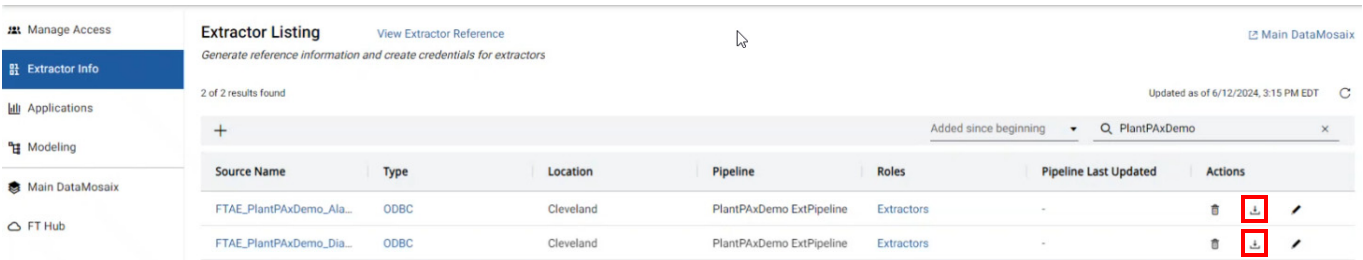 Manage Access
Extractor Info
Applications
Modeling
Main DataMosaix
FT Hub
Extractor Listing View Extractor Reference
Generate reference information and create credentials for extractors
Main DataMosaix
2 of 2 results found
Updated as of 6/12/2024, 3:15 PM EDT
+ Added since beginning PlantPAxDemo ×
Source Name Type Location Pipeline Roles Pipeline Last Updated Actions
FTAE_PlantPAxDemo_Ala... ODBC Cleveland PlantPAxDemo ExtPipeline Extractors -
FTAE_PlantPAxDemo_Dia... ODBC Cleveland PlantPAxDemo ExtPipeline Extractors -